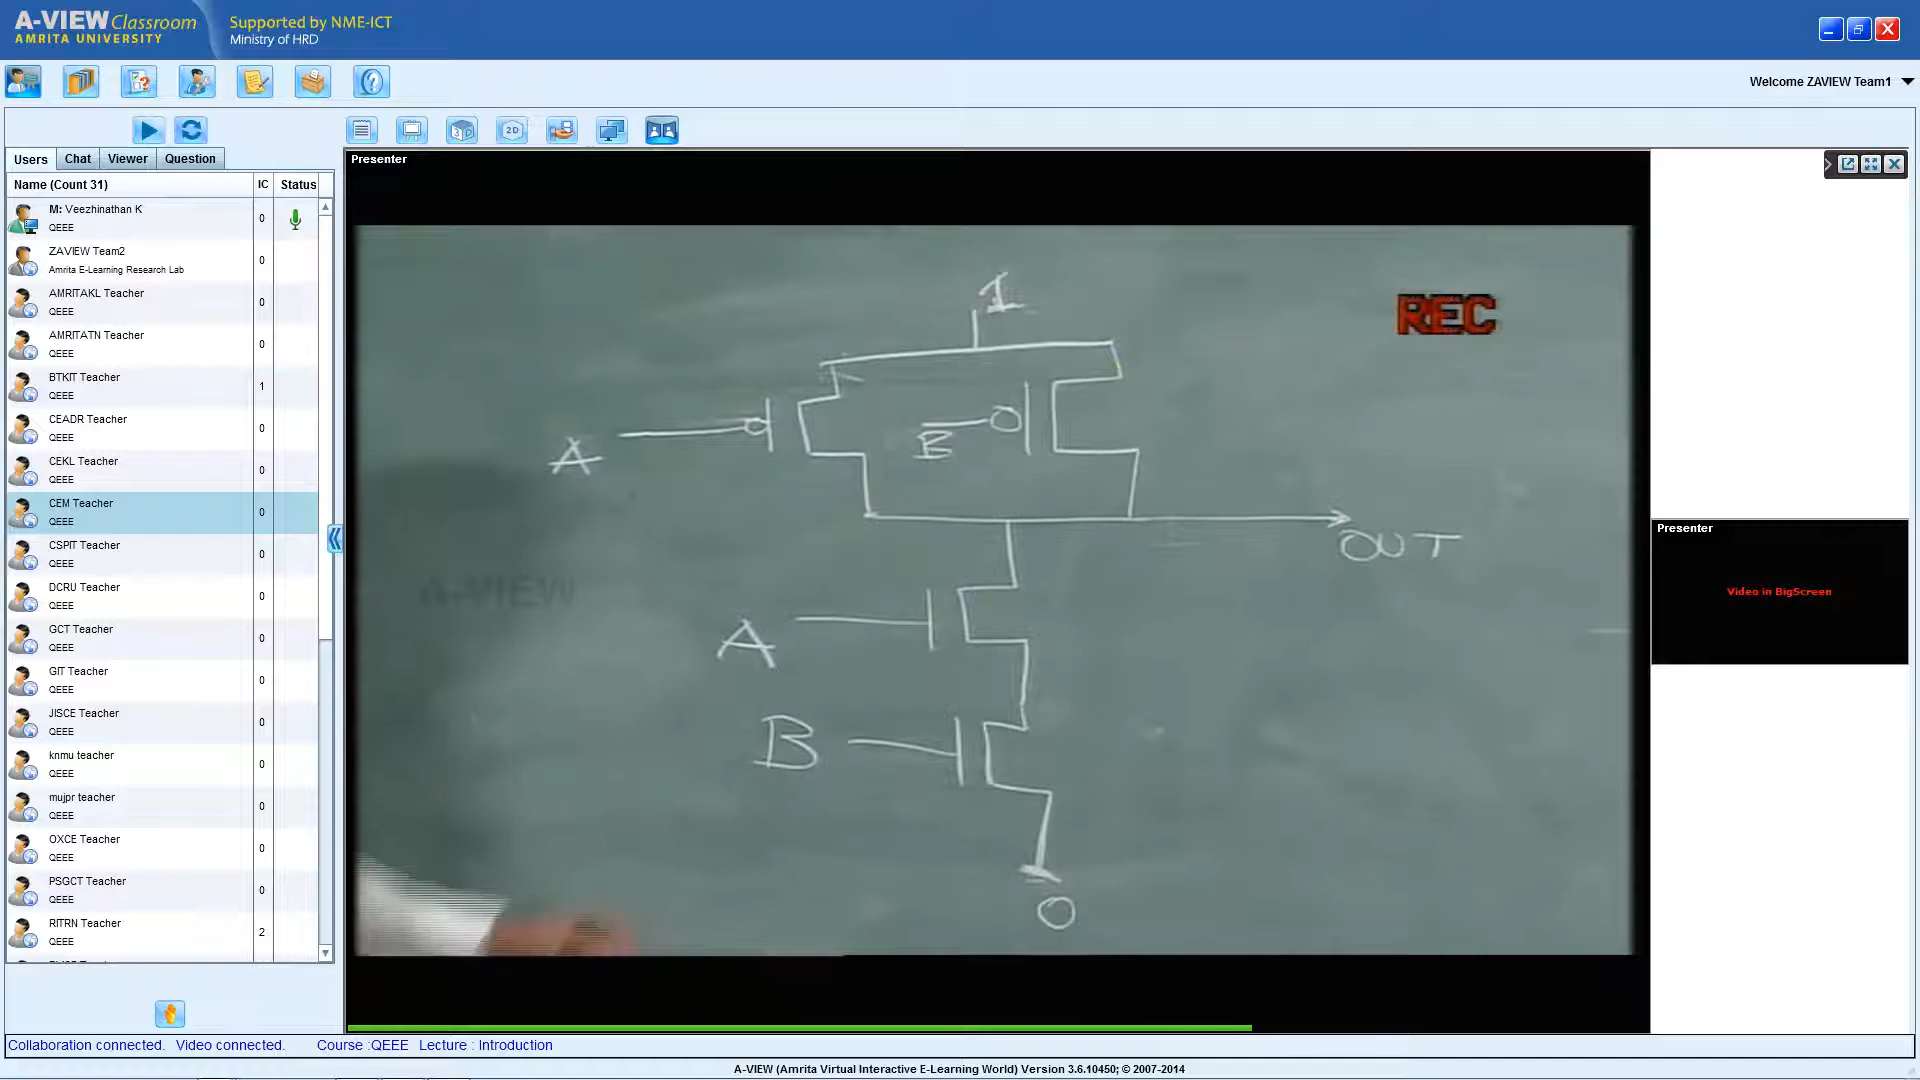 A-VIEW Classroom
AMRITA UNIVERSITY
Supported by NME-ICT
Ministry of HRD
Welcome ZAVIEW Team1
3D
2D
Users
Chat
Viewer
Question
Name (Count 31)
IC
Status
M: Veezhinathan K
QEEE
0
ZAVIEW Team2
Amrita E-Learning Research Lab
0
AMRITAKL Teacher
QEEE
0
AMRITATN Teacher
QEEE
0
BTKIT Teacher
QEEE
1
CEADR Teacher
QEEE
0
CEKL Teacher
QEEE
0
CEM Teacher
QEEE
0
CSPIT Teacher
QEEE
0
DCRU Teacher
QEEE
0
GCT Teacher
QEEE
0
GIT Teacher
QEEE
0
JISCE Teacher
QEEE
0
knmu teacher
QEEE
0
mujpr teacher
QEEE
0
OXCE Teacher
QEEE
0
PSGCT Teacher
QEEE
0
RITRN Teacher
QEEE
2
Presenter
REC
1
A
B
OUT
A-VIEW
A
B
0
Presenter
Video in BigScreen
Collaboration connected. Video connected. Course :QEEE Lecture : Introduction
A-VIEW (Amrita Virtual Interactive E-Learning World) Version 3.6.10450; © 2007-2014